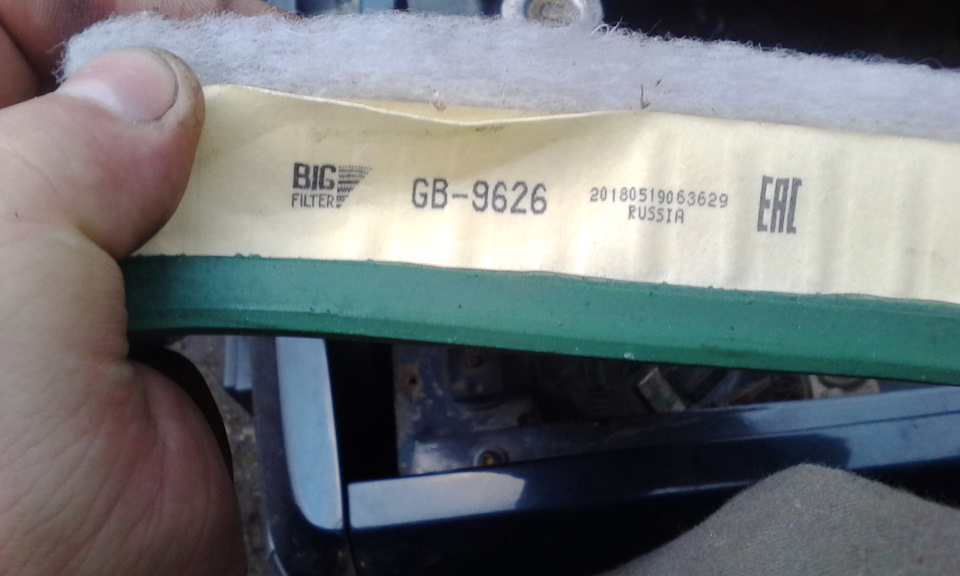 BIG
FILTER
GB-9626
20180519063629
RUSSIA
EAC